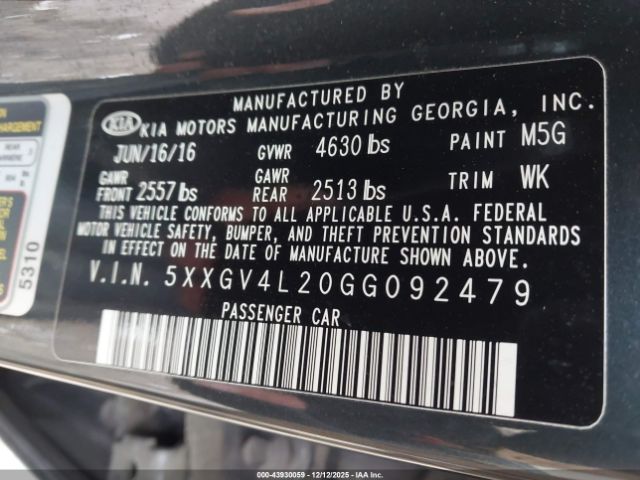 MANUFACTURED BY
KIA KIA MOTORS MANUFACTURING GEORGIA, INC.
JUN/16/16 GVWR 4630 lbs PAINT M5G
GAWR FRONT 2557 lbs GAWR REAR 2513 lbs TRIM WK
THIS VEHICLE CONFORMS TO ALL APPLICABLE U.S.A. FEDERAL
MOTOR VEHICLE SAFETY, BUMPER, AND THEFT PREVENTION STANDARDS
IN EFFECT ON THE DATE OF MANUFACTURE SHOWN ABOVE.
V.I.N. 5XXGV4L20GG092479
PASSENGER CAR
REAR
5310
000-43930059 - 12/12/2025 - IAAI.COM